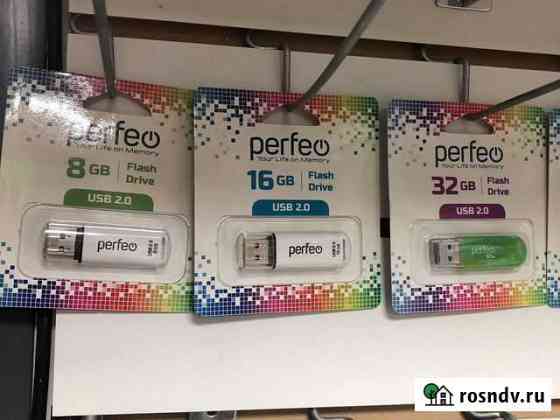 perfeo
Your Life on Memory
8 GB Flash Drive
USB 2.0
perfeo
perfeo
Your Life on Memory
16 GB Flash Drive
USB 2.0
perfeo
perfeo
Your Life on Memory
32 GB Flash Drive
USB 2.0
perfeo
rosndv.ru